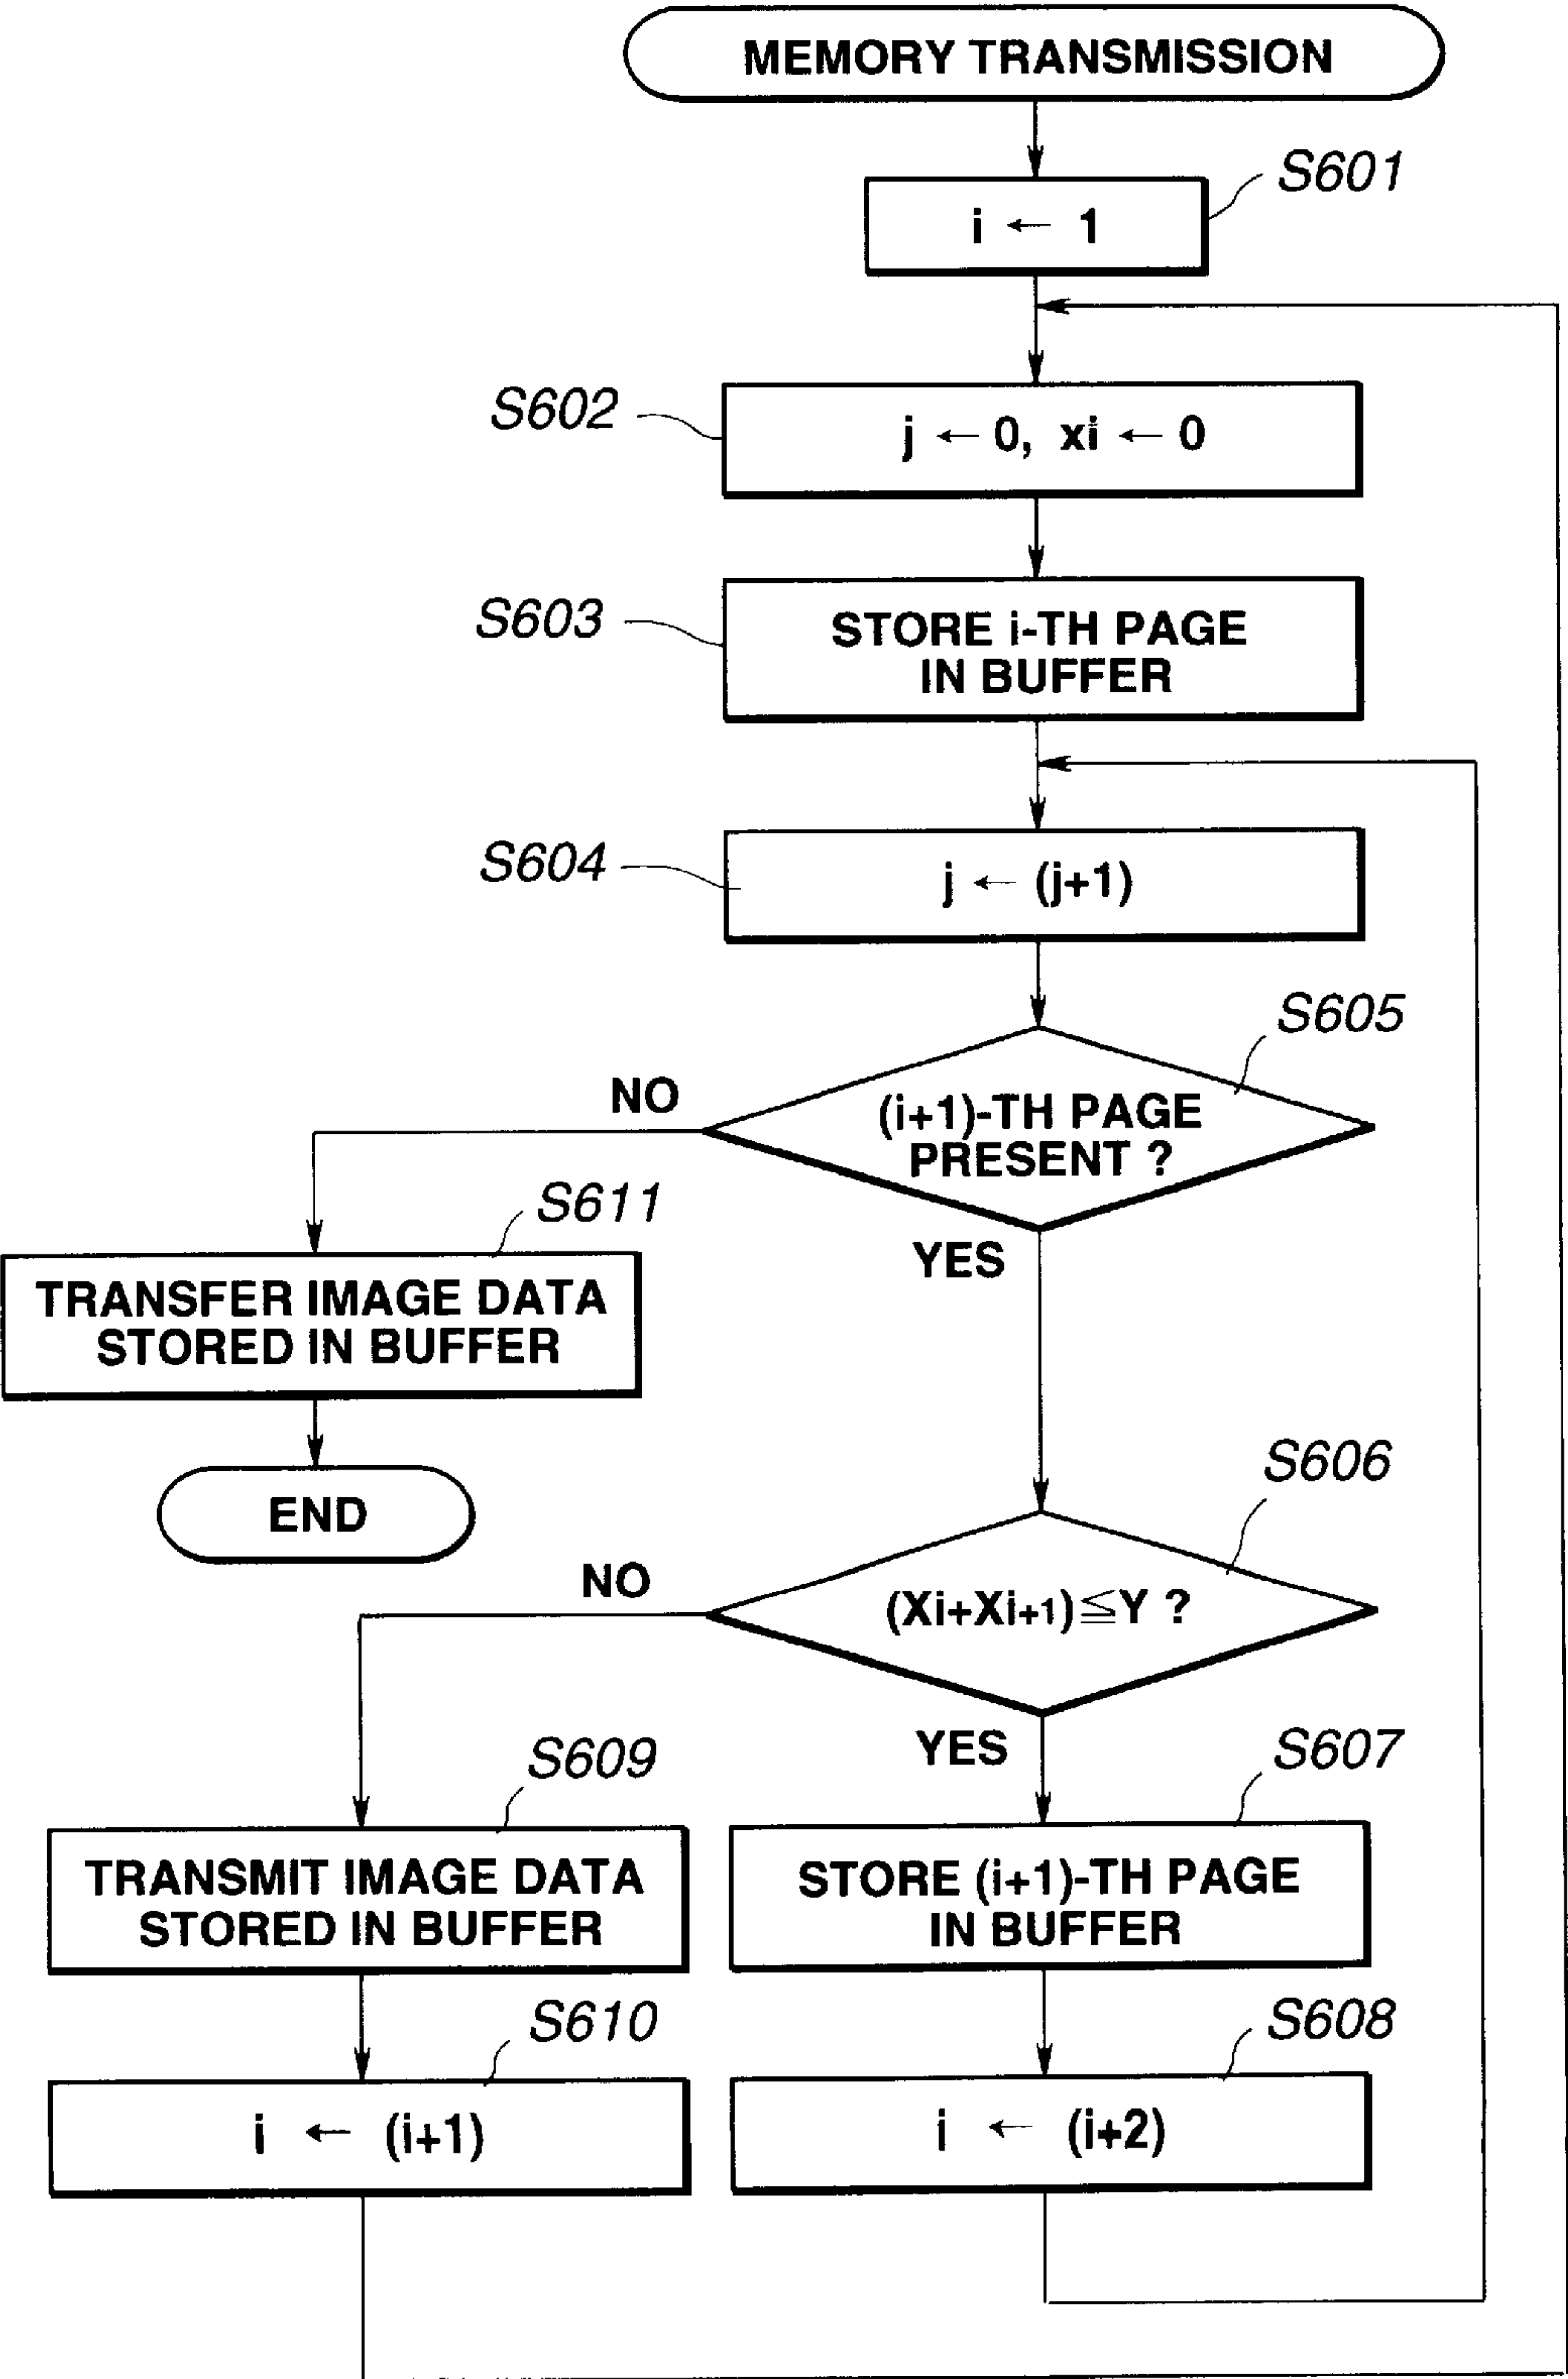 MEMORY TRANSMISSION
S601
i ← 1
S602
j ← 0, xi ← 0
S603
STORE i-TH PAGE
IN BUFFER
S604
j ← (j+1)
S605
NO
(i+1)-TH PAGE
PRESENT ?
S611
YES
TRANSFER IMAGE DATA
STORED IN BUFFER
END
S606
NO
(Xi+Xi+1)≦Y ?
S609
YES
S607
TRANSMIT IMAGE DATA
STORED IN BUFFER
STORE (i+1)-TH PAGE
IN BUFFER
S610
S608
i ← (i+1)
i ← (i+2)